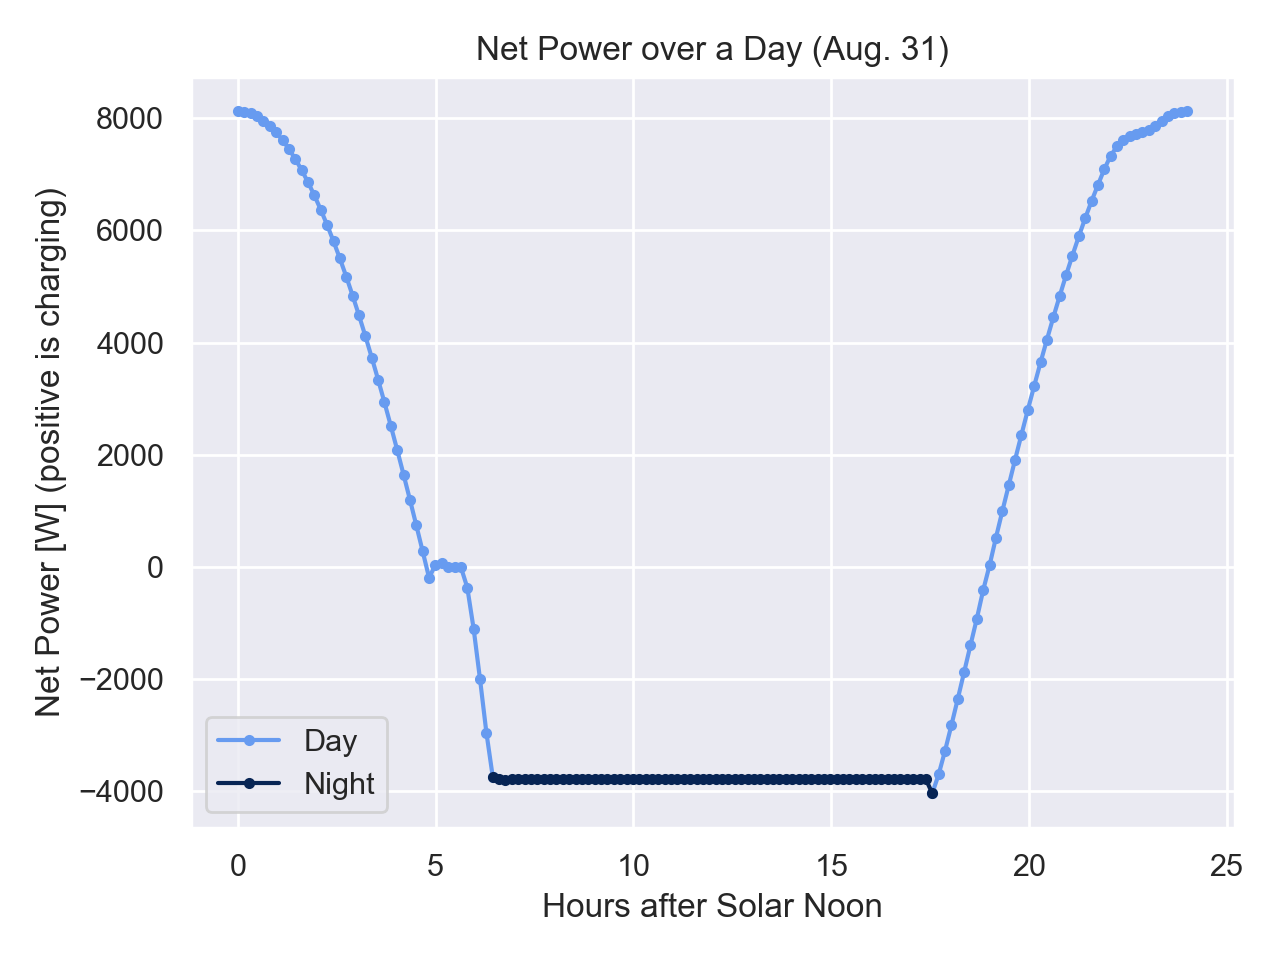 Net Power over a Day (Aug. 31)
Net Power [W] (positive is charging)
8000
6000
4000
2000
0
−2000
−4000
Day
Night
0 5 10 15 20 25
Hours after Solar Noon